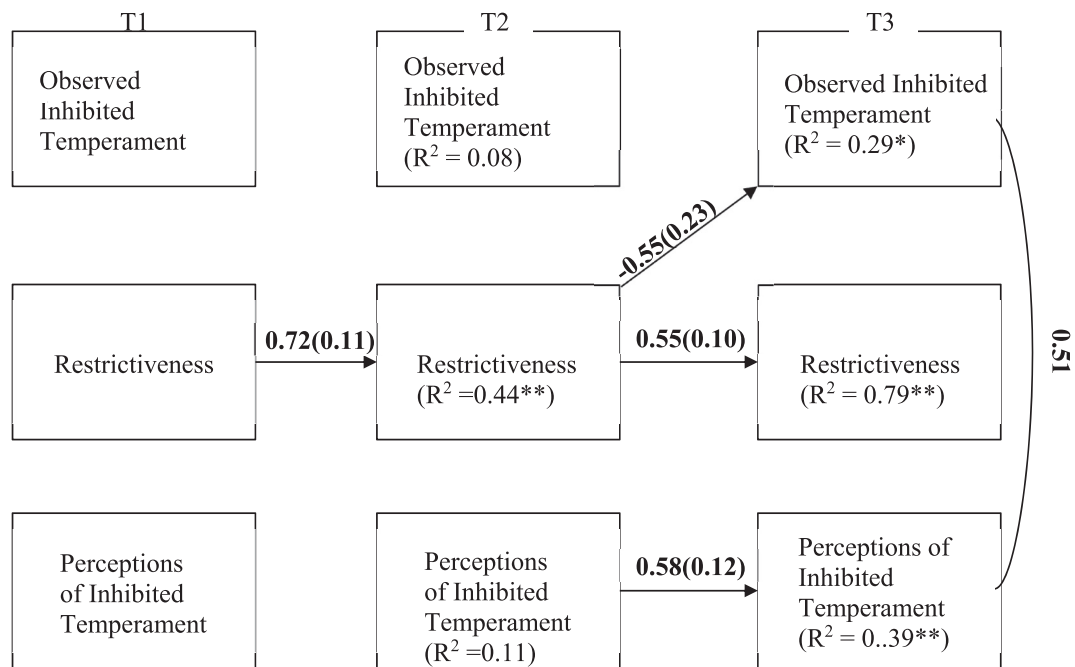 T1
T2
T3
Observed
Inhibited
Temperament
Observed
Inhibited
Temperament
(R² = 0.08)
Observed Inhibited
Temperament
(R² = 0.29*)
-0.55(0.23)
Restrictiveness
0.72(0.11)
Restrictiveness
(R² =0.44**)
0.55(0.10)
Restrictiveness
(R² = 0.79**)
0.51
Perceptions
of Inhibited
Temperament
Perceptions
of Inhibited
Temperament
(R² =0.11)
0.58(0.12)
Perceptions of
Inhibited
Temperament
(R² = 0..39**)